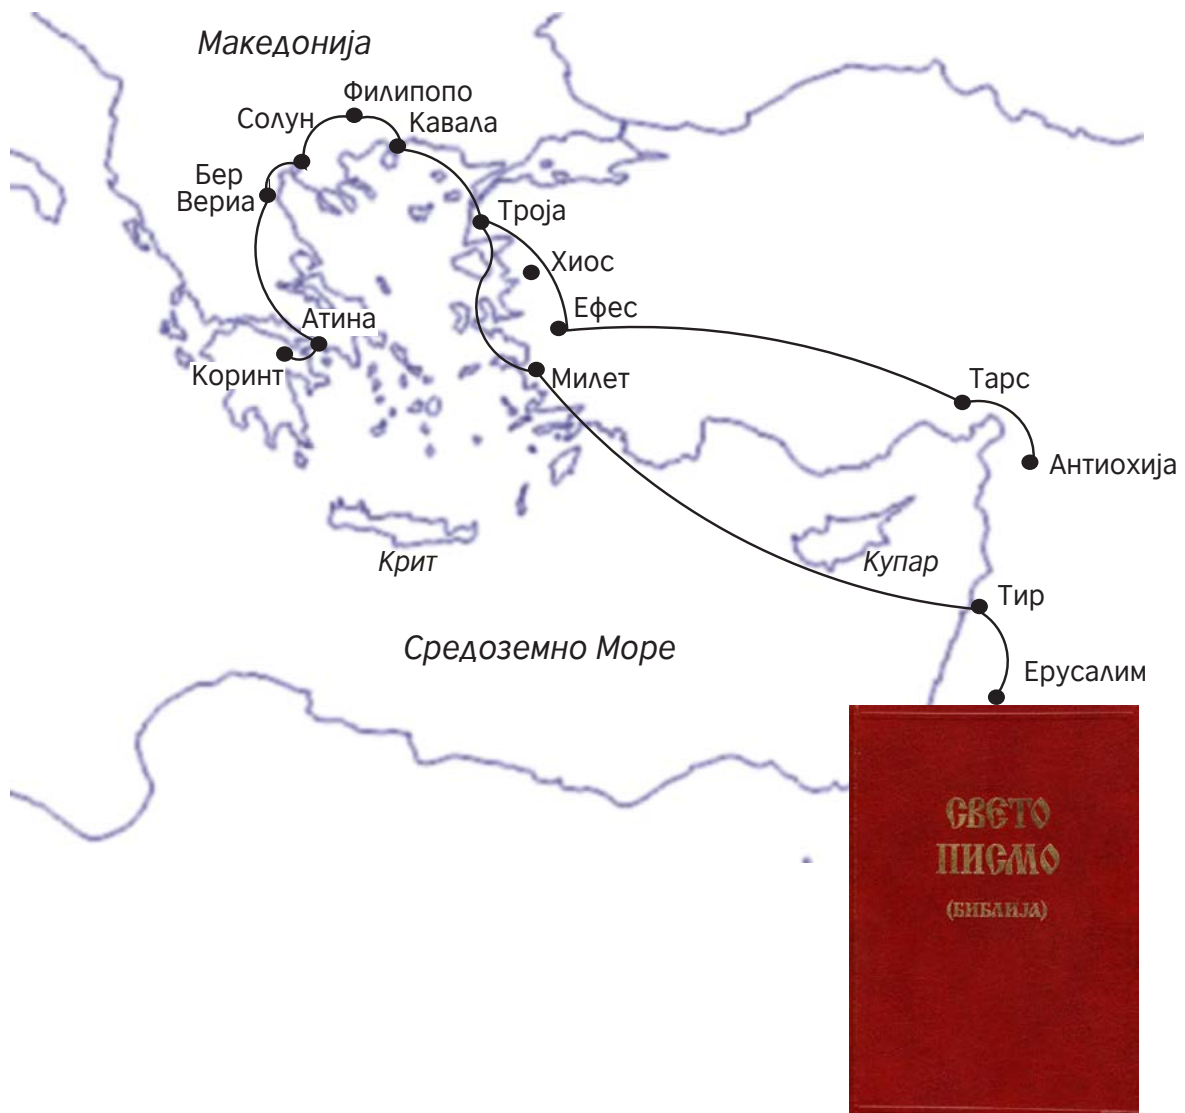 Македонија
Филипопо
Солун
Кавала
Бер
Вериа
Троја
Хиос
Ефес
Атина
Коринт
Милет
Тарс
Антиохија
Крит
Купар
Тир
Средоземно Море
Ерусалим
СВЕТО
ПИСМО
(БИБЛИЈА)